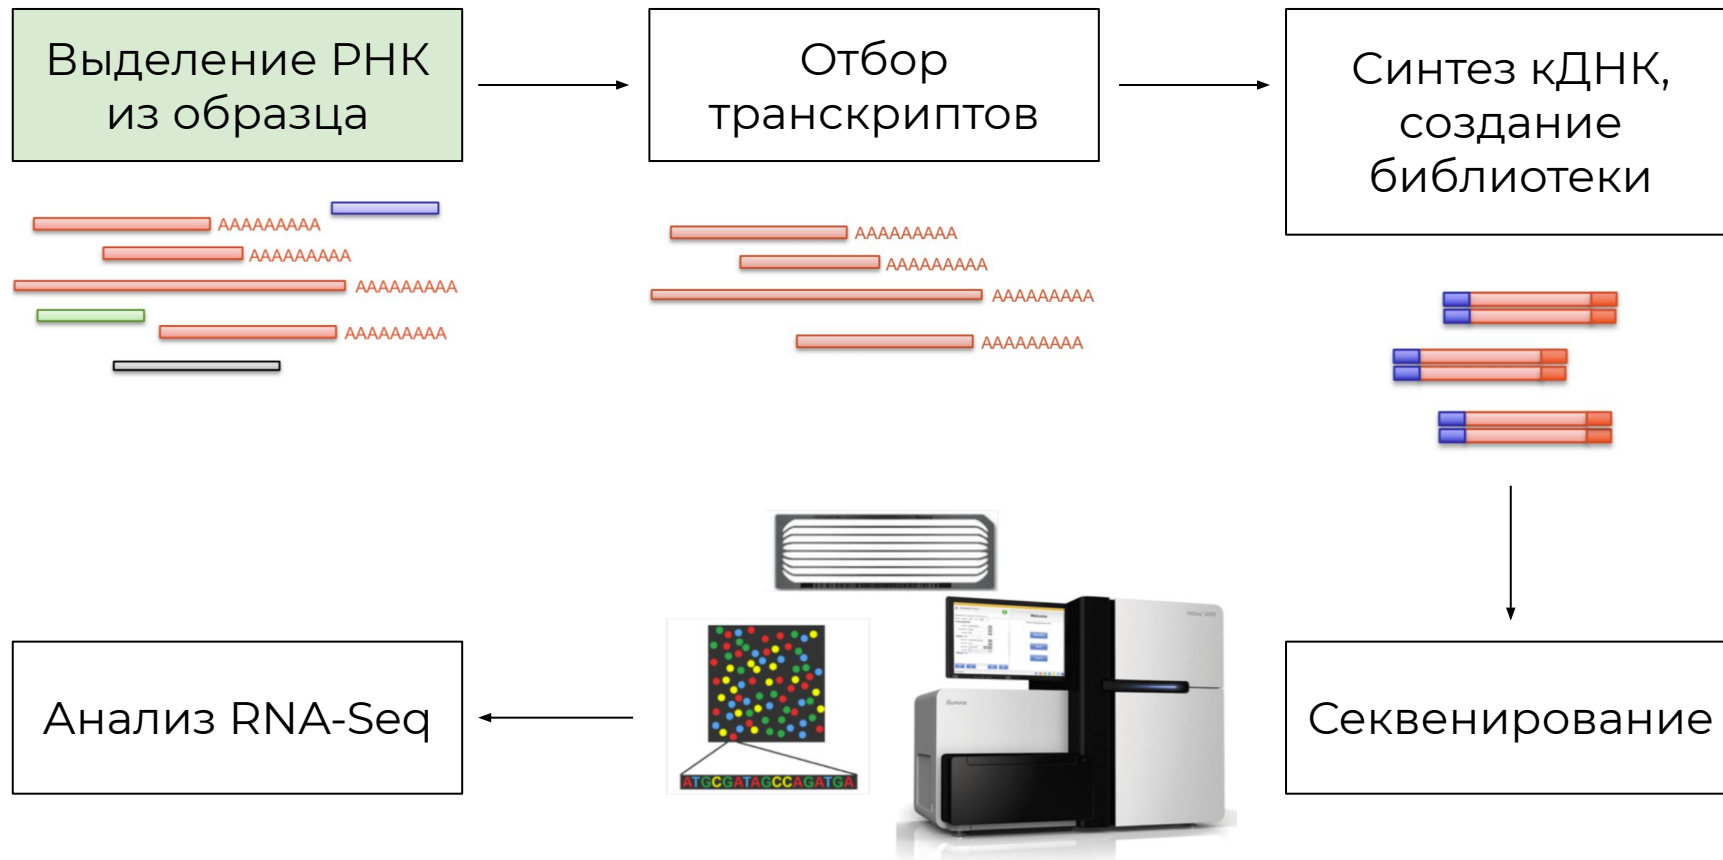 Выделение РНК
из образца
Отбор
транскриптов
Синтез кДНК,
создание
библиотеки
AAAAAAAAA
AAAAAAAAA
AAAAAAAAA
AAAAAAAAA
AAAAAAAAA
AAAAAAAAA
AAAAAAAAA
AAAAAAAAA
Анализ RNA-Seq
ATGCGATAGCCAGATGA
illumina
Секвенирование